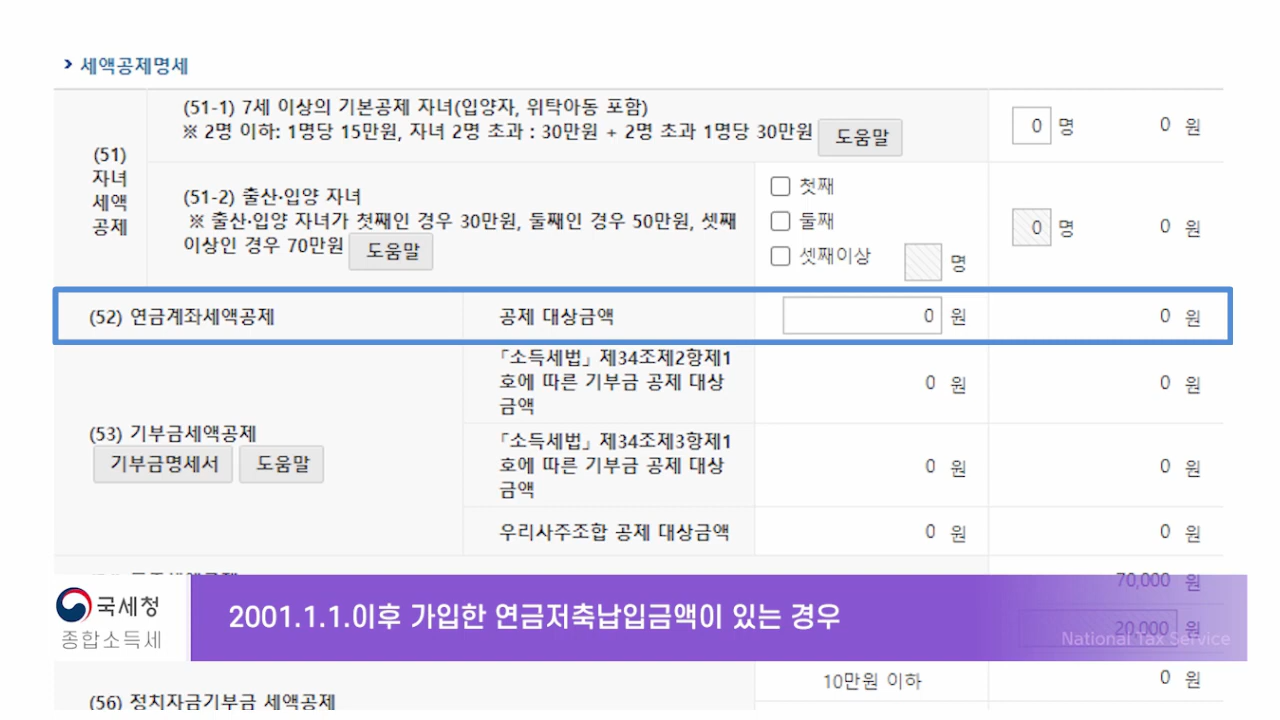 세액공제명세
(51)
자녀
세액
공제
(51-1) 7세 이상의 기본공제 자녀(입양자, 위탁아동 포함)
※ 2명 이하: 1명당 15만원, 자녀 2명 초과 : 30만원 + 2명 초과 1명당 30만원 도움말
0 명 0 원
(51-2) 출산·입양 자녀
※ 출산·입양 자녀가 첫째인 경우 30만원, 둘째인 경우 50만원, 셋째
이상인 경우 70만원 도움말
첫째
둘째
셋째이상 명
0 명 0 원
(52) 연금계좌세액공제 공제 대상금액 0 원 0 원
(53) 기부금세액공제
기부금명세서 도움말
「소득세법」제34조제2항제1
호에 따른 기부금 공제 대상
금액
0 원 0 원
「소득세법」제34조제3항제1
호에 따른 기부금 공제 대상
금액
0 원 0 원
우리사주조합 공제 대상금액 0 원 0 원
70,000 원
20,000 원
국세청
종합소득세
2001.1.1.이후 가입한 연금저축납입금액이 있는 경우
National Tax Service
(56) 정치자금기부금 세액공제
10만원 이하 0 원